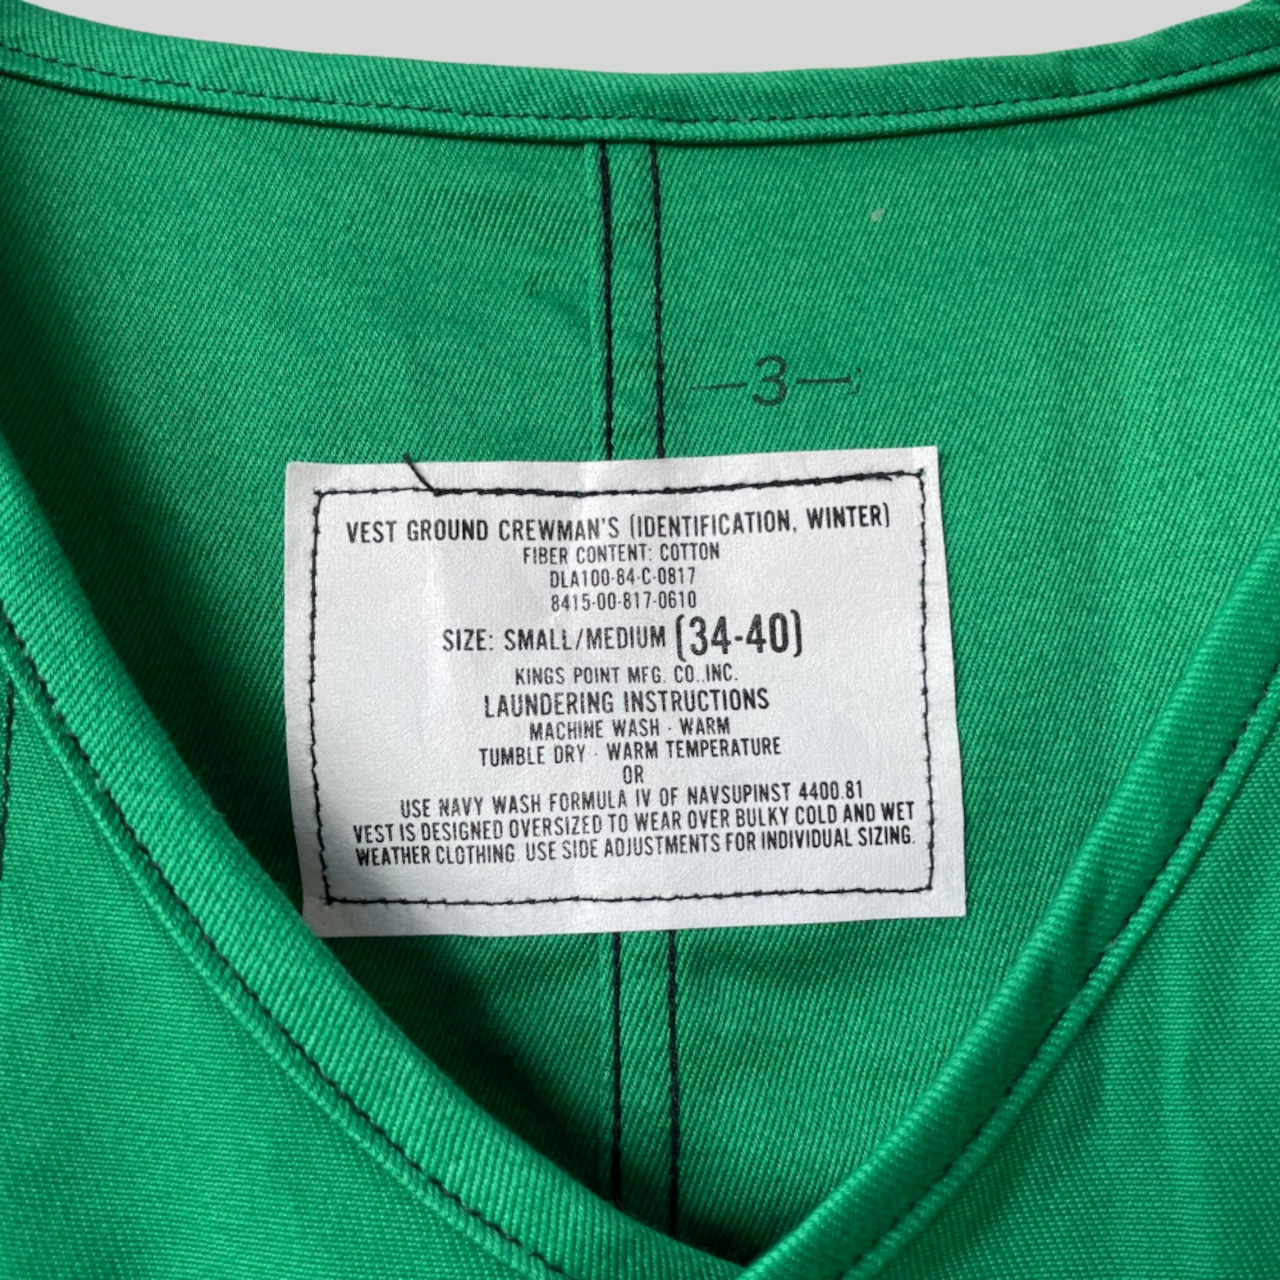 —3—
VEST GROUND CREWMAN'S (IDENTIFICATION, WINTER)
FIBER CONTENT: COTTON
DLA100-84-C-0817
8415-00-817-0610
SIZE: SMALL/MEDIUM (34-40)
KINGS POINT MFG. CO.,INC.
LAUNDERING INSTRUCTIONS
MACHINE WASH - WARM
TUMBLE DRY - WARM TEMPERATURE
OR
USE NAVY WASH FORMULA IV OF NAVSUPINST 4400.81
VEST IS DESIGNED OVERSIZED TO WEAR OVER BULKY COLD AND WET
WEATHER CLOTHING. USE SIDE ADJUSTMENTS FOR INDIVIDUAL SIZING.